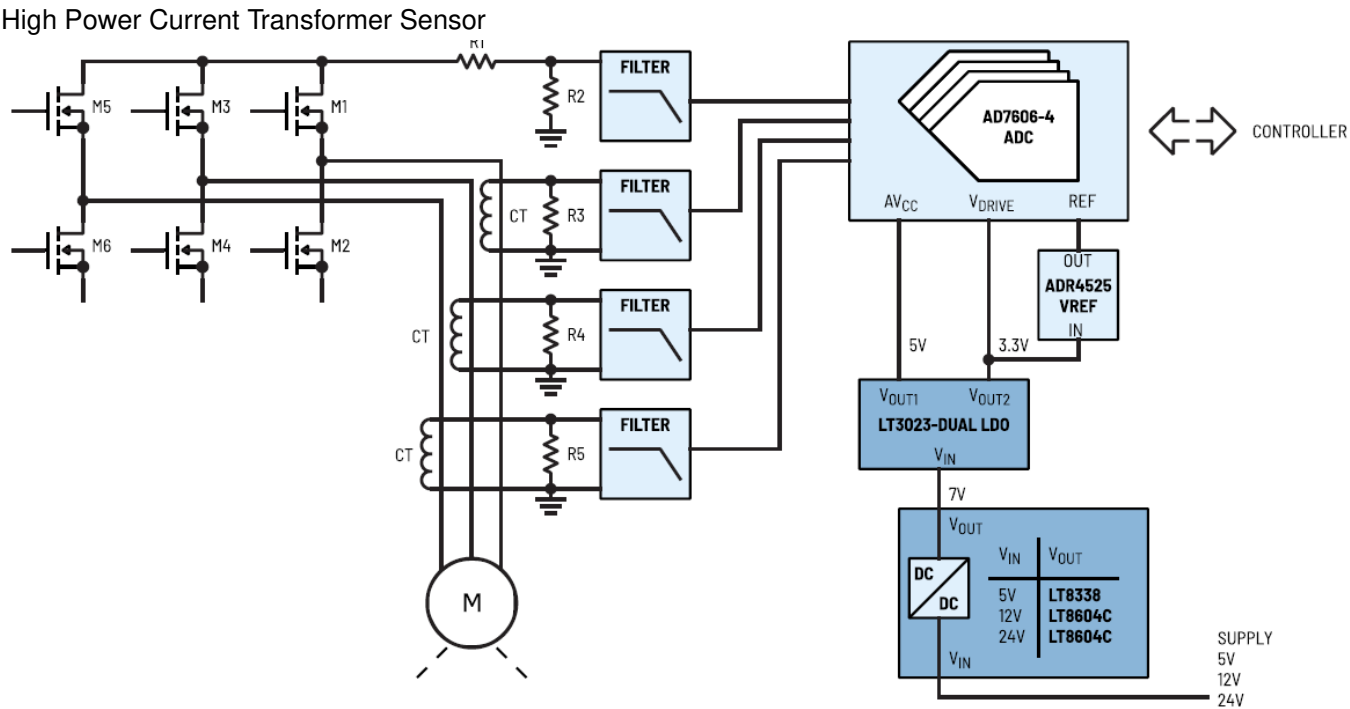 High Power Current Transformer Sensor
R1
R2
FILTER
M5
M3
M1
AD7606-4
ADC
CONTROLLER
FILTER
CT
R3
AVCC
VDRIVE
REF
M6
M4
M2
OUT
ADR4525
VREF
IN
FILTER
CT
R4
5V
3.3V
VOUT1
VOUT2
LT3023-DUAL LDO
VIN
FILTER
CT
R5
7V
VOUT
DC
DC
VIN
VOUT
5V
LT8338
12V
LT8604C
24V
LT8604C
VIN
M
SUPPLY
5V
12V
24V